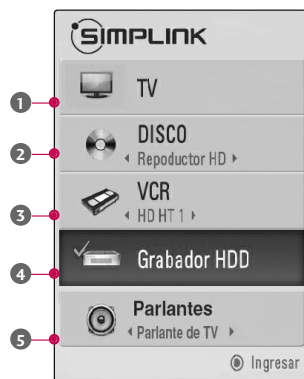 SIMPLINK
1
TV
2
DISCO
Repoductor HD
3
VCR
HD HT 1
4
Grabador HDD
5
Parlantes
Parlante de TV
Ingresar